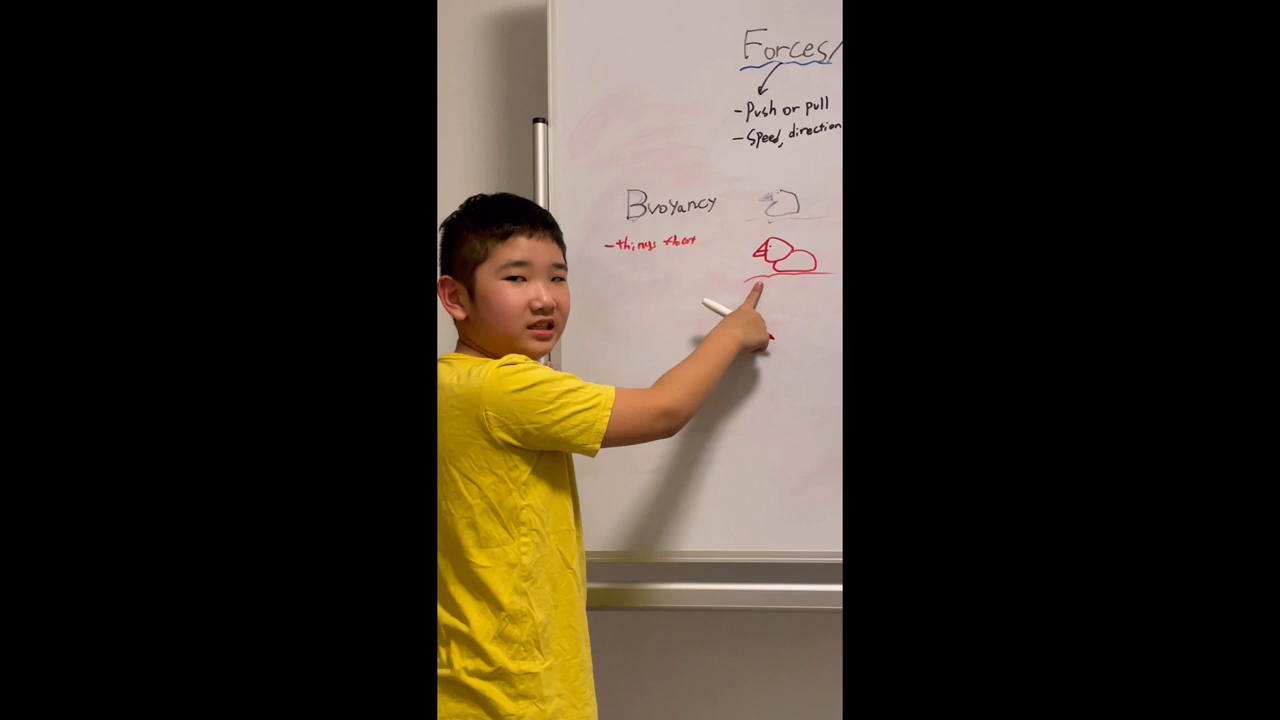 Forces/
- Push or pull
- Speed, direction
Buoyancy
- things float